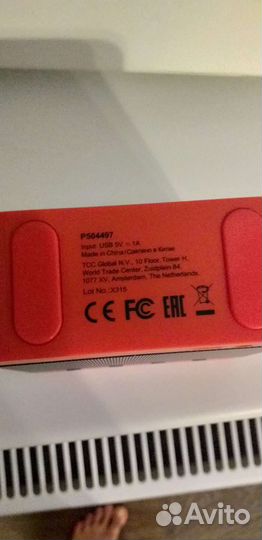 P504497
Input: USB 5V ⎓ 1A
Made in China/Сделано в Китае
TCC Global N.V., 10 Floor, Tower H,
World Trade Center, Zuidplein 84,
1077 XV, Amsterdam, The Netherlands.
CE FC EAC
Lot No.: X315
Avito